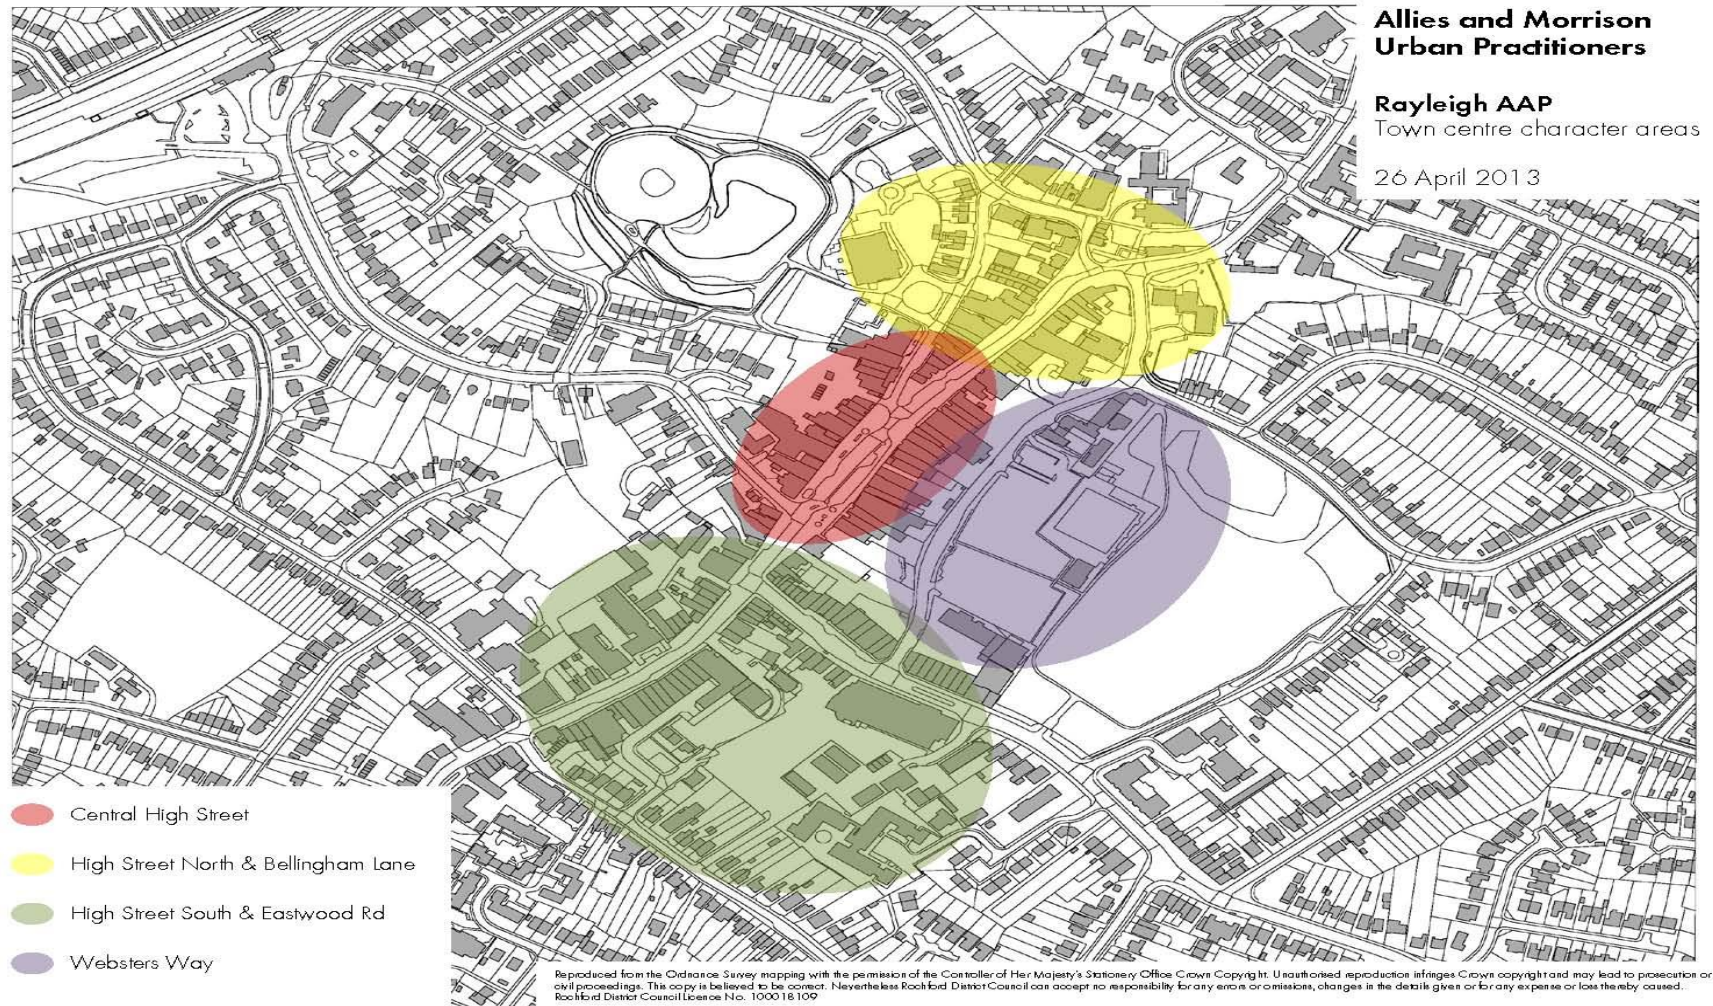 Allies and Morrison
Urban Practitioners
Rayleigh AAP
Town centre character areas
26 April 2013
Central High Street
High Street North & Bellingham Lane
High Street South & Eastwood Rd
Websters Way
Reproduced from the Ordnance Survey mapping with the permission of the Controller of Her Majesty's Stationery Office Crown Copyright. Unauthorised reproduction infringes Crown copyright and may lead to prosecution or
civil proceedings. This copy is believed to be correct. Nevertheless Rochford District Council can accept no responsibility for any errors or omissions, changes in the details given or for any expense or loss thereby caused.
Rochford District Council Licence No. 100018109